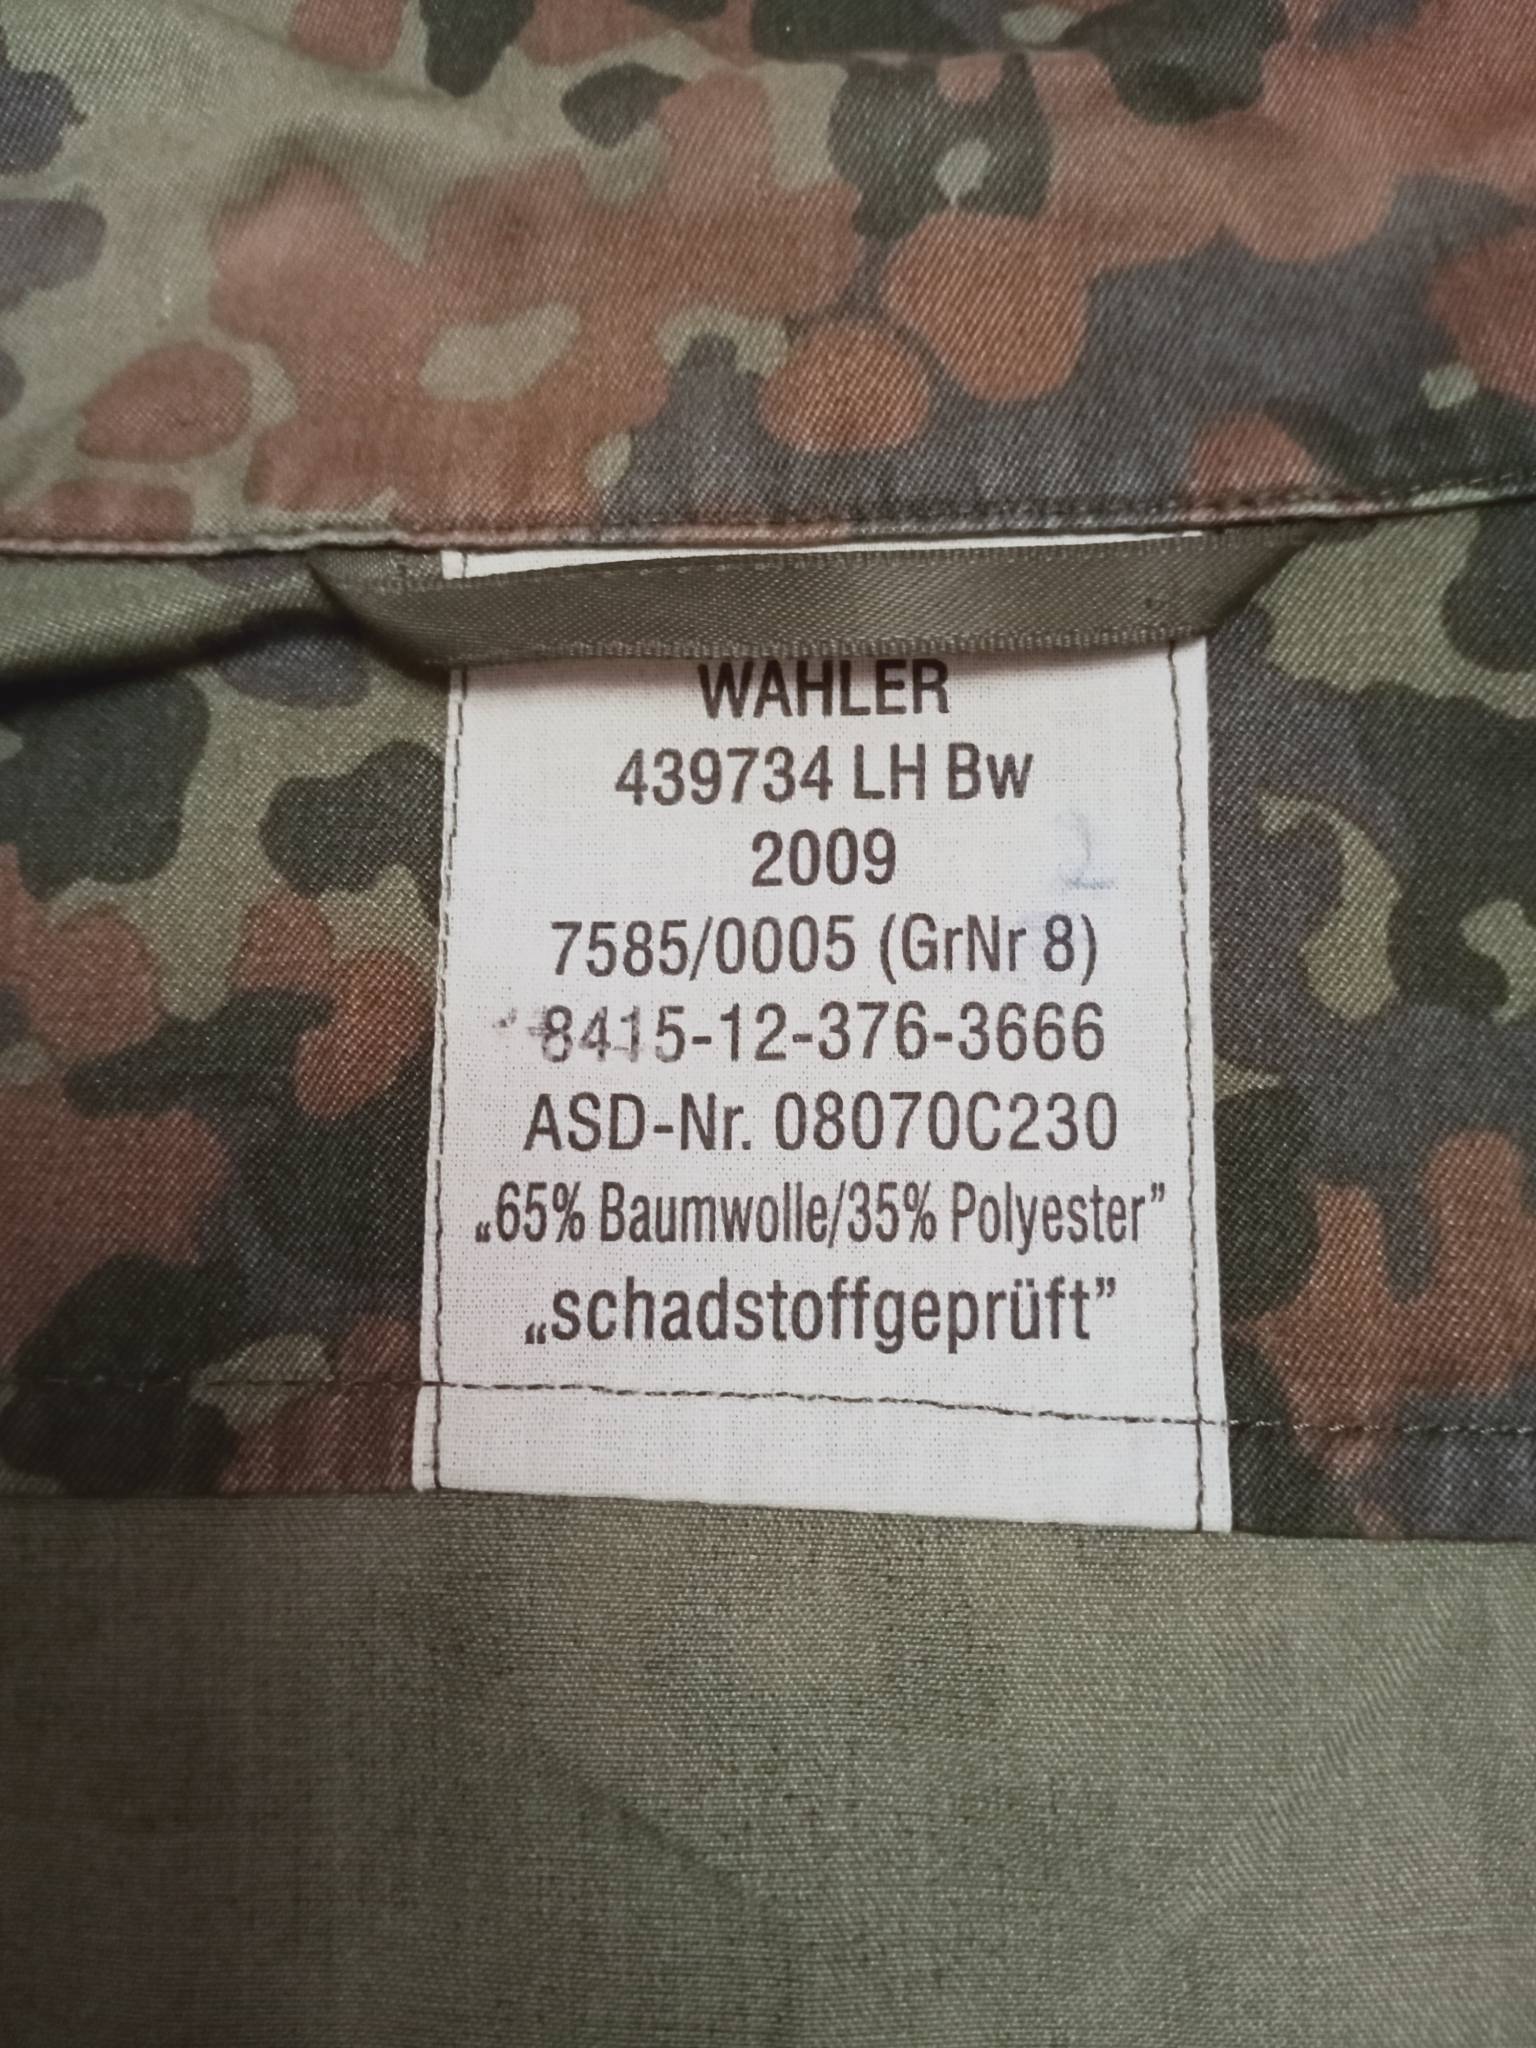 WAHLER
439734 LH Bw
2009
2
7585/0005 (GrNr 8)
8415-12-376-3666
ASD-Nr. 08070C230
„65% Baumwolle/35% Polyester”
„schadstoffgeprüft”